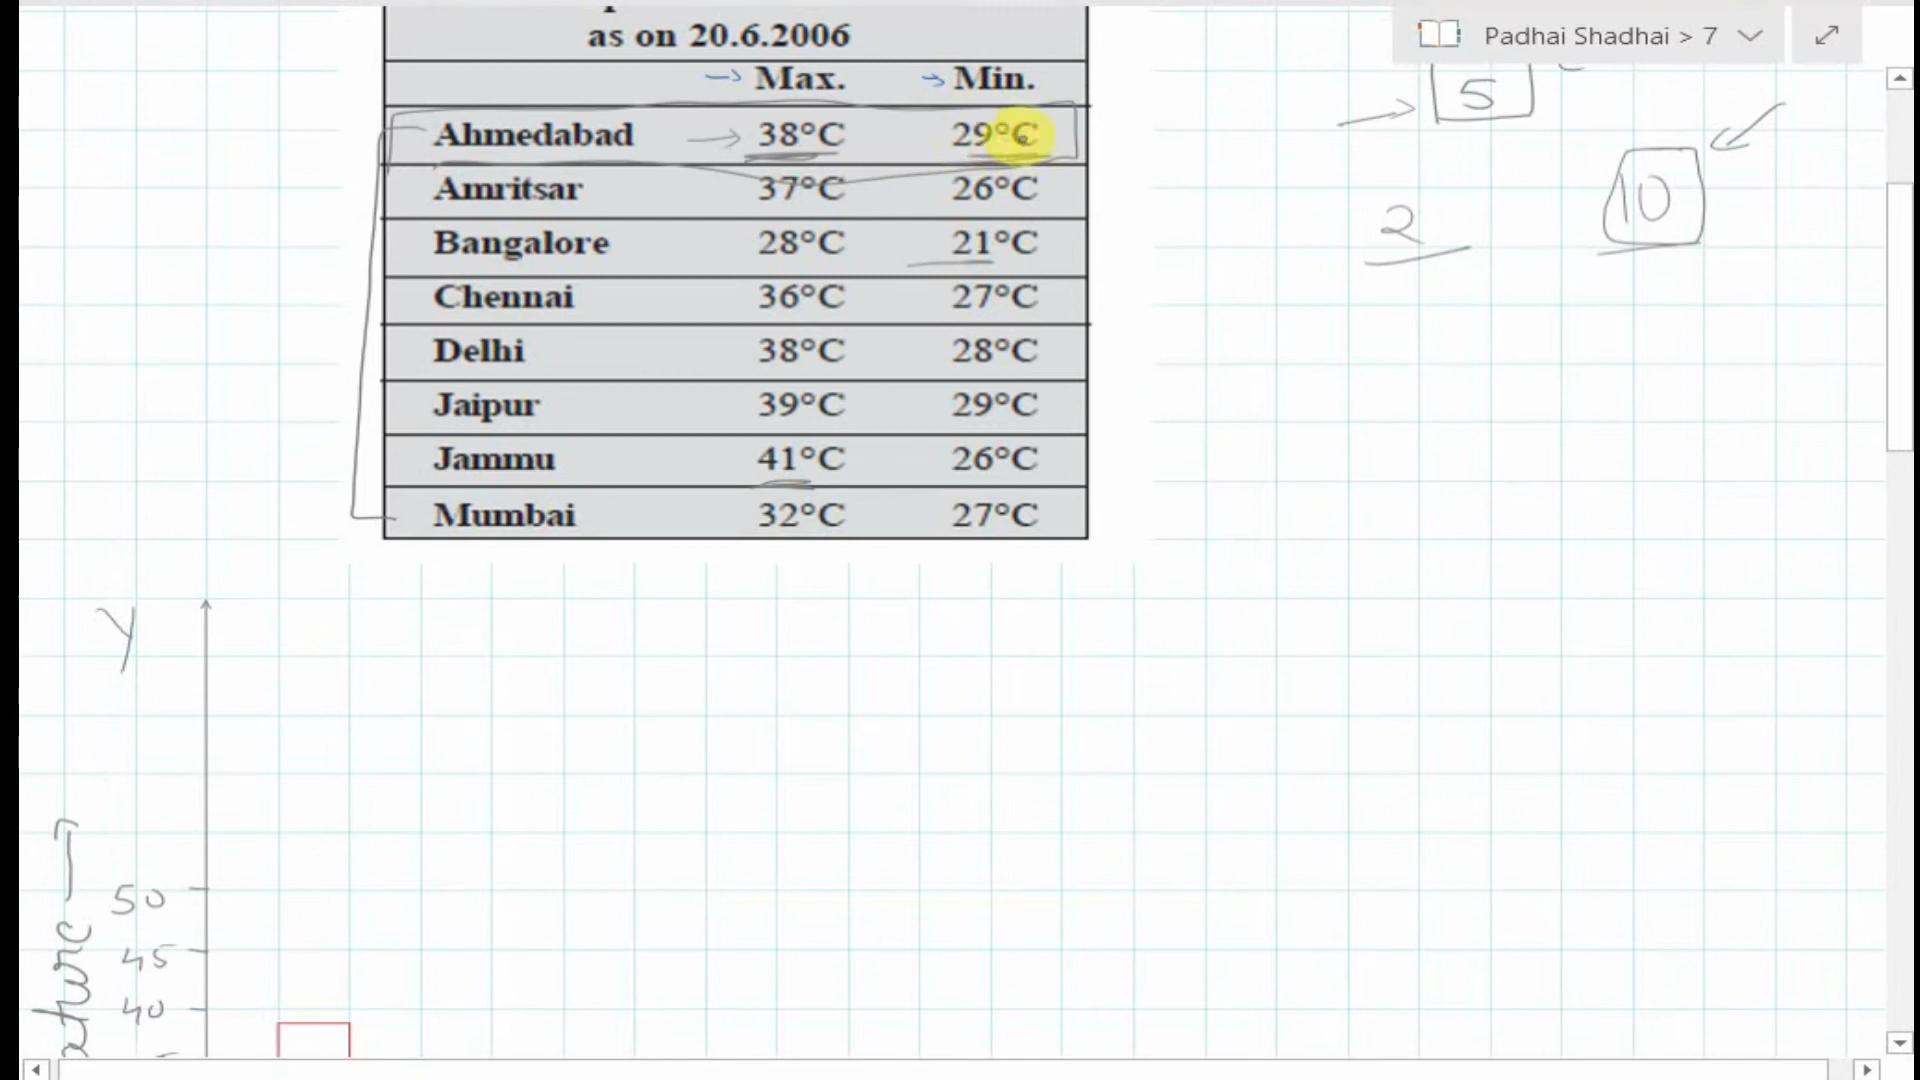 as on 20.6.2006
Padhai Shadhai > 7
Max. Min.
5
Ahmedabad 38°C 29°C
Amritsar 37°C 26°C
10
2
Bangalore 28°C 21°C
Chennai 36°C 27°C
Delhi 38°C 28°C
Jaipur 39°C 29°C
Jammu 41°C 26°C
Mumbai 32°C 27°C
Y
50
45
40